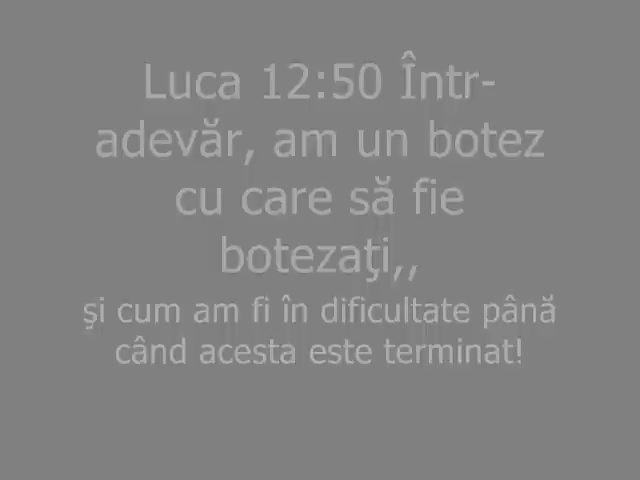 Luca 12:50 Într-
adevăr, am un botez
cu care să fie
botezaţi,,
şi cum am fi în dificultate până
când acesta este terminat!